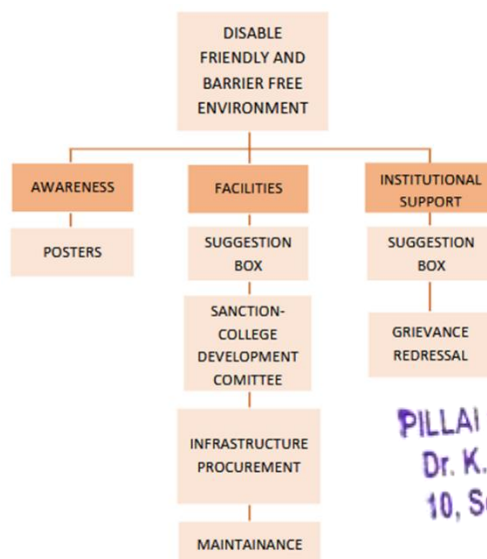 DISABLE
FRIENDLY AND
BARRIER FREE
ENVIRONMENT
AWARENESS
FACILITIES
INSTITUTIONAL
SUPPORT
POSTERS
SUGGESTION
BOX
SUGGESTION
BOX
SANCTION-
COLLEGE
DEVELOPMENT
COMITTEE
GRIEVANCE
REDRESSAL
INFRASTRUCTURE
PROCUREMENT
MAINTAINANCE
PILLAI
Dr. K.
10,